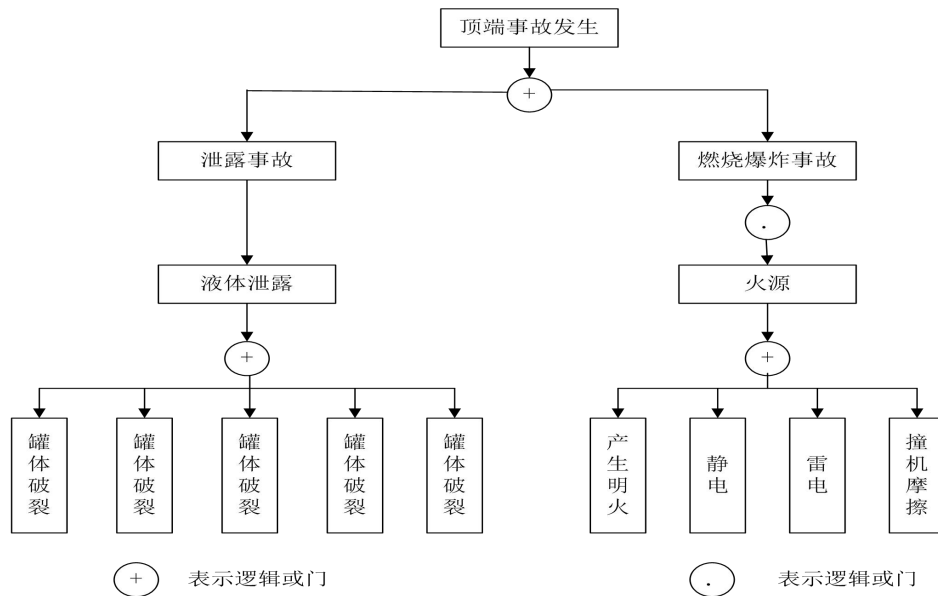 顶端事故发生
+
泄露事故
燃烧爆炸事故
.
液体泄露
火源
+
+
罐体破裂
罐体破裂
罐体破裂
罐体破裂
罐体破裂
产生明火
静电
雷电
撞机摩擦
+ 表示逻辑或门
. 表示逻辑或门